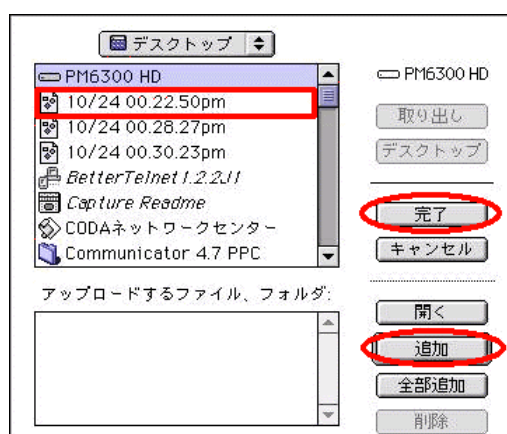 デスクトップ
PM6300 HD
10/24 00.22.50pm
10/24 00.28.27pm
10/24 00.30.23pm
BetterTelnet 1.2.2J1
Capture Readme
CODAネットワークセンター
Communicator 4.7 PPC
PM6300 HD
取り出し
デスクトップ
完了
キャンセル
アップロードするファイル、フォルダ:
開く
追加
全部追加
削除